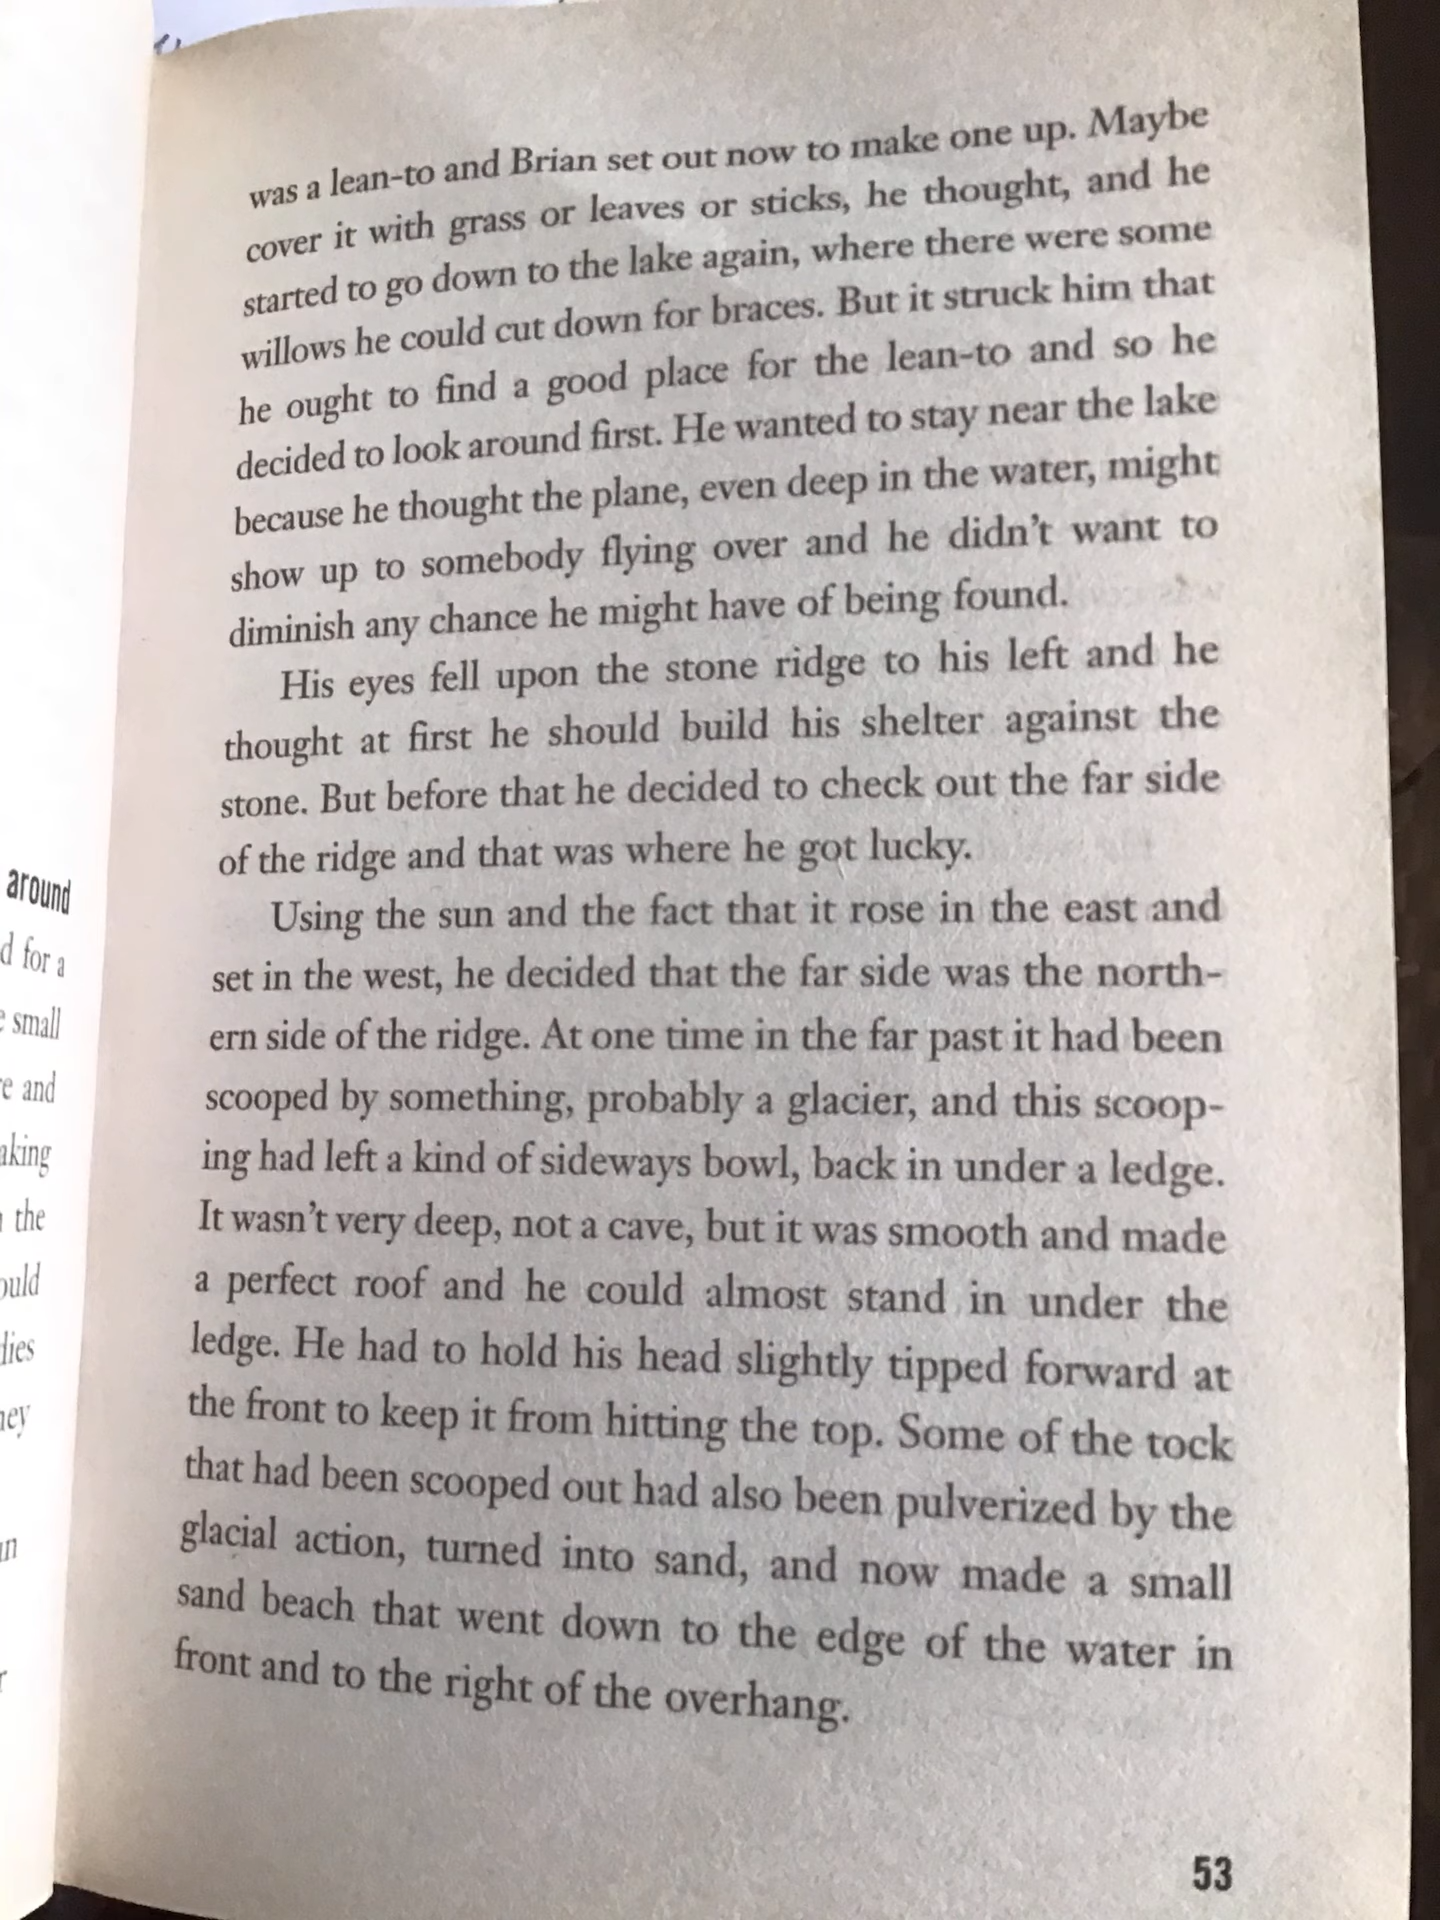 around
d for a
small
e and
aking
the
ould
dies
hey
was a lean-to and Brian set out now to make one up. Maybe
cover it with grass or leaves or sticks, he thought, and he
started to go down to the lake again, where there were some
willows he could cut down for braces. But it struck him that
he ought to find a good place for the lean-to and so he
decided to look around first. He wanted to stay near the lake
because he thought the plane, even deep in the water, might
show up to somebody flying over and he didn't want to
diminish any chance he might have of being found.
His eyes fell upon the stone ridge to his left and he
thought at first he should build his shelter against the
stone. But before that he decided to check out the far side
of the ridge and that was where he got lucky.
Using the sun and the fact that it rose in the east and
set in the west, he decided that the far side was the north-
ern side of the ridge. At one time in the far past it had been
scooped by something, probably a glacier, and this scoop-
ing had left a kind of sideways bowl, back in under a ledge.
It wasn't very deep, not a cave, but it was smooth and made
a perfect roof and he could almost stand in under the
ledge. He had to hold his head slightly tipped forward at
the front to keep it from hitting the top. Some of the tock
that had been scooped out had also been pulverized by the
glacial action, turned into sand, and now made a small
sand beach that went down to the edge of the water in
front and to the right of the overhang.
53